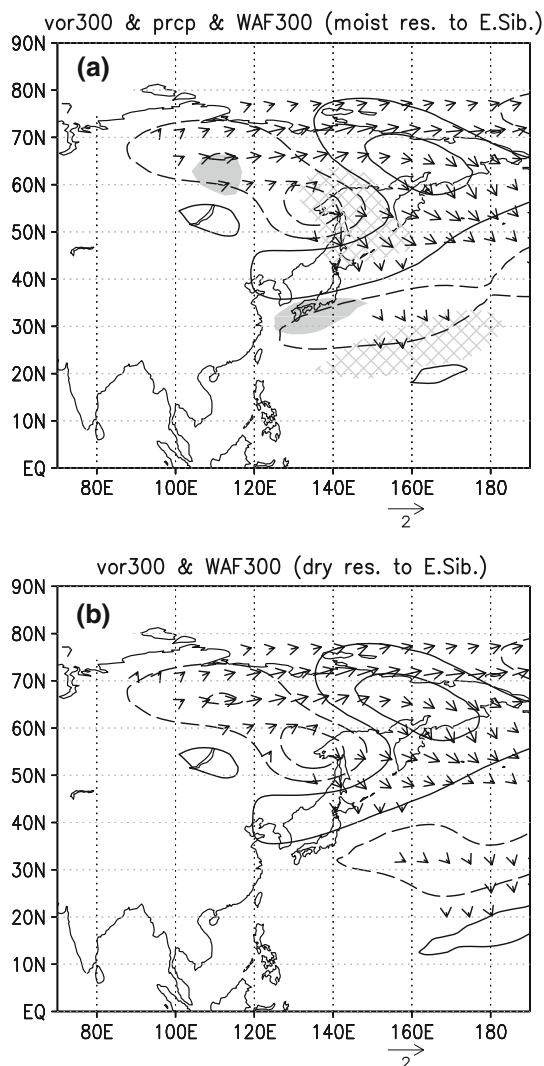 vor300 & prcp & WAF300 (moist res. to E.Sib.)
(a)
90N
80N
70N
60N
50N
40N
30N
20N
10N
EQ
80E 100E 120E 140E 160E 180 190
2
vor300 & WAF300 (dry res. to E.Sib.)
(b)
90N
80N
70N
60N
50N
40N
30N
20N
10N
EQ
80E 100E 120E 140E 160E 180 190
2